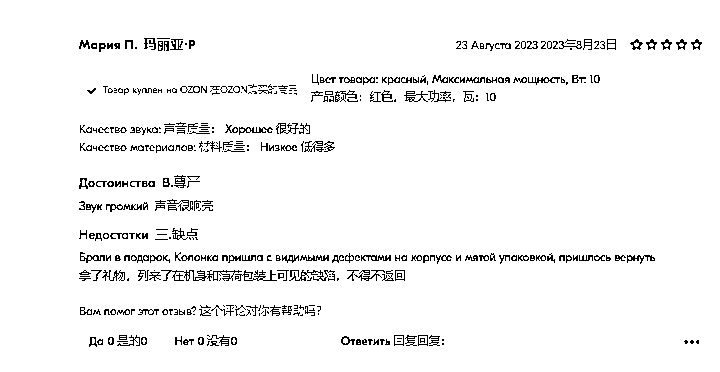 Мария П. 玛丽亚·P
23 Августа 2023 2023年8月23日
Товар куплен на OZON 在OZON购买的商品
Цвет товара: красный, Максимальная мощность, Вт: 10
产品颜色：红色，最大功率，瓦：10
Качество звука: 声音质量： Хорошее 很好的
Качество материалов: 材料质量： Низкое 低得多
Достоинства B.尊严
Звук громкий 声音很响亮
Недостатки 三.缺点
Брали в подарок, Колонка пришла с видимыми дефектами на корпусе и мятой упаковкой, пришлось вернуть
拿了礼物，列来了在机身和薄荷包装上可见的缺陷，不得不返回
Вам помог этот отзыв? 这个评论对你有帮助吗？
Да 0 是的0 Нет 0 没有0 Ответить 回复回复：